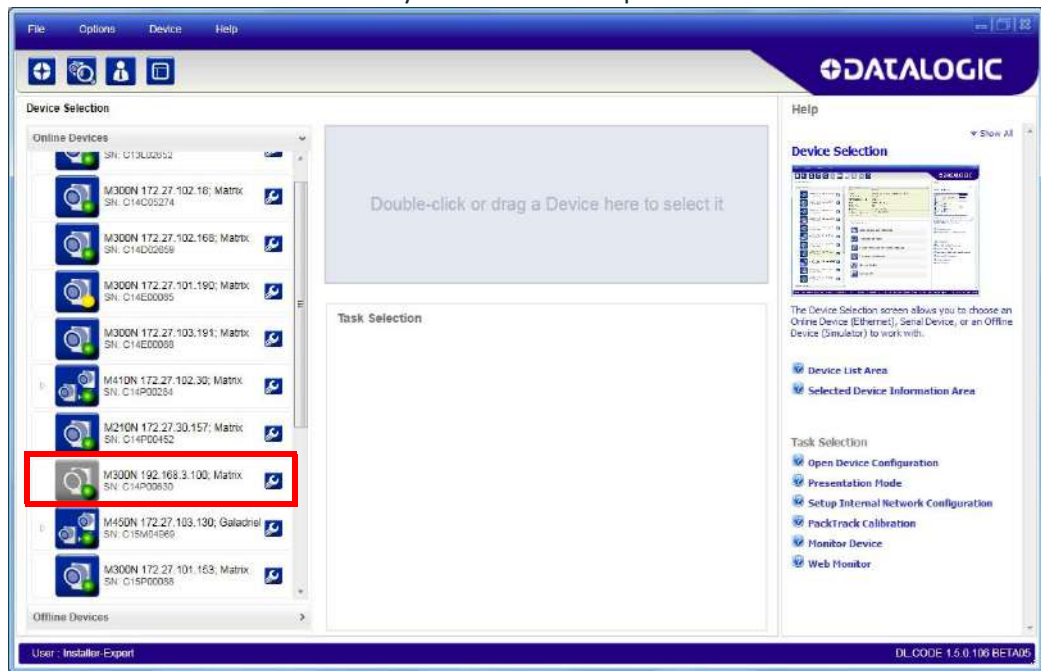 File Options Device Help
DATALOGIC
Device Selection
Online Devices
SN: C13L02652
M300N 172.27.102.18; Matrix
SN: C14C05274
M300N 172.27.102.168; Matrix
SN: C14D02659
M300N 172.27.101.190; Matrix
SN: C14E00085
M300N 172.27.103.191; Matrix
SN: C14E00088
M410N 172.27.102.30; Matrix
SN: C14P00284
M210N 172.27.30.157; Matrix
SN: C14P00452
M300N 192.168.3.100; Matrix
SN: C14P00630
M450N 172.27.103.130; Galadriel
SN: C15M04969
M300N 172.27.101.153; Matrix
SN: C15P00088
Offline Devices
Double-click or drag a Device here to select it
Task Selection
Help
Show All
Device Selection
The Device Selection screen allows you to choose an
Online Device (Ethernet), Serial Device, or an Offline
Device (Simulator) to work with.
Device List Area
Selected Device Information Area
Task Selection
Open Device Configuration
Presentation Mode
Setup Internal Network Configuration
PackTrack Calibration
Monitor Device
Web Monitor
User : Installer-Expert
DL.CODE 1.5.0.106 BETA05